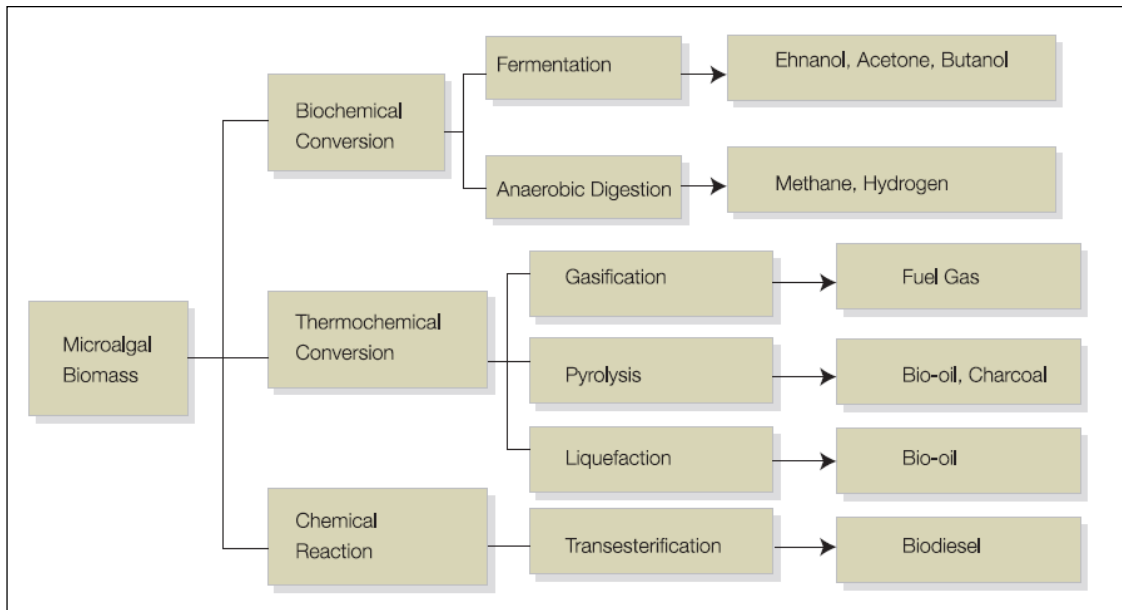 Microalgal
Biomass
Biochemical
Conversion
Fermentation
Ehnanol, Acetone, Butanol
Anaerobic Digestion
Methane, Hydrogen
Thermochemical
Conversion
Gasification
Fuel Gas
Pyrolysis
Bio-oil, Charcoal
Liquefaction
Bio-oil
Chemical
Reaction
Transesterification
Biodiesel